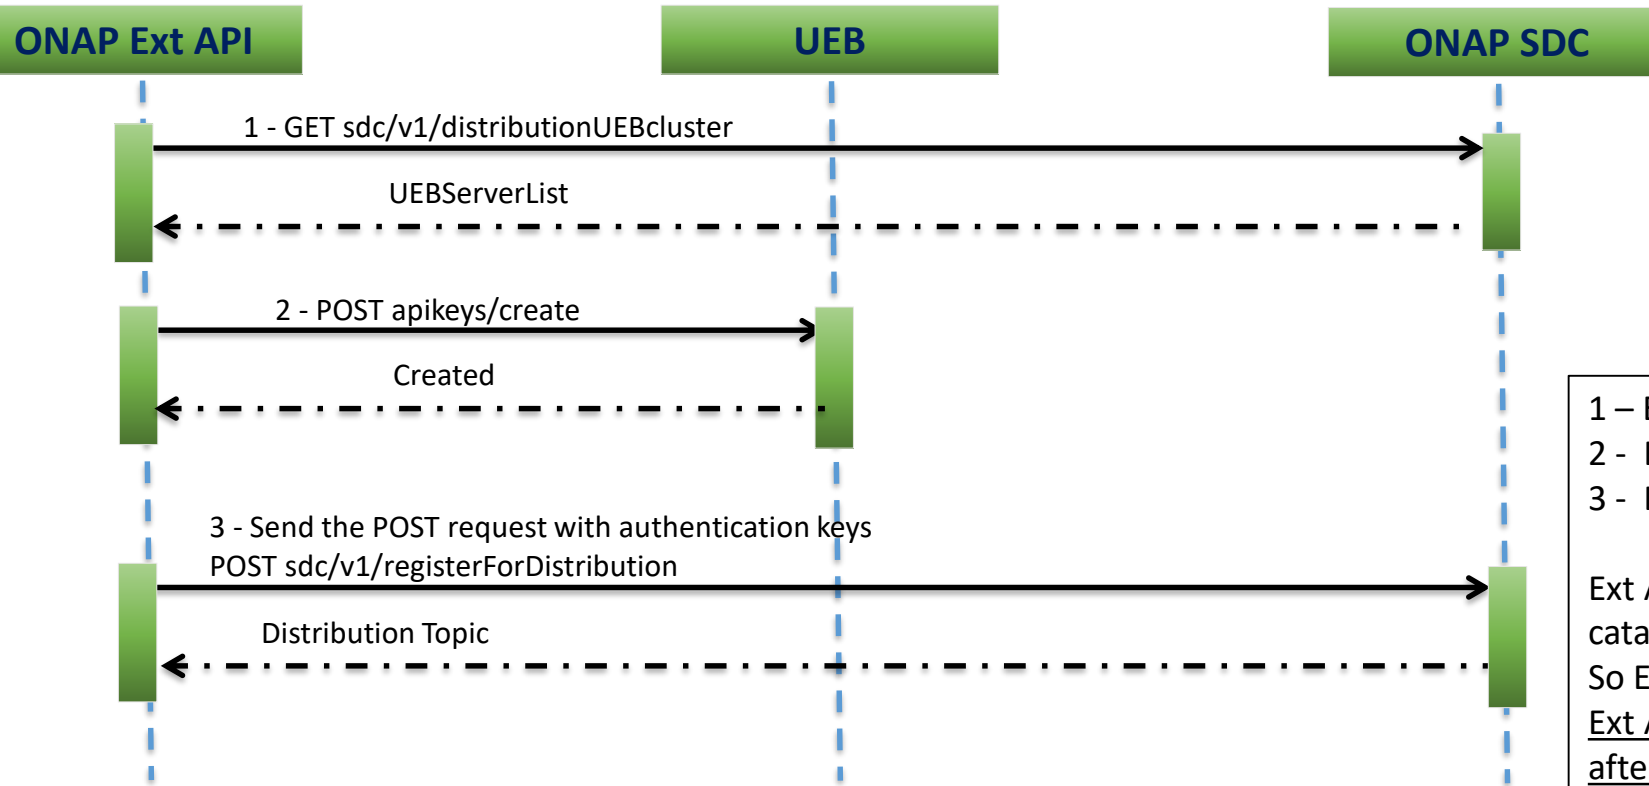 ONAP Ext API
UEB
ONAP SDC
1 - GET sdc/v1/distributionUEBcluster
UEBServerList
2 - POST apikeys/create
Created
3 - Send the POST request with authentication keys
POST sdc/v1/registerForDistribution
Distribution Topic
1 –
2 -
3 -
Ext
cata
So E
Ext
afte